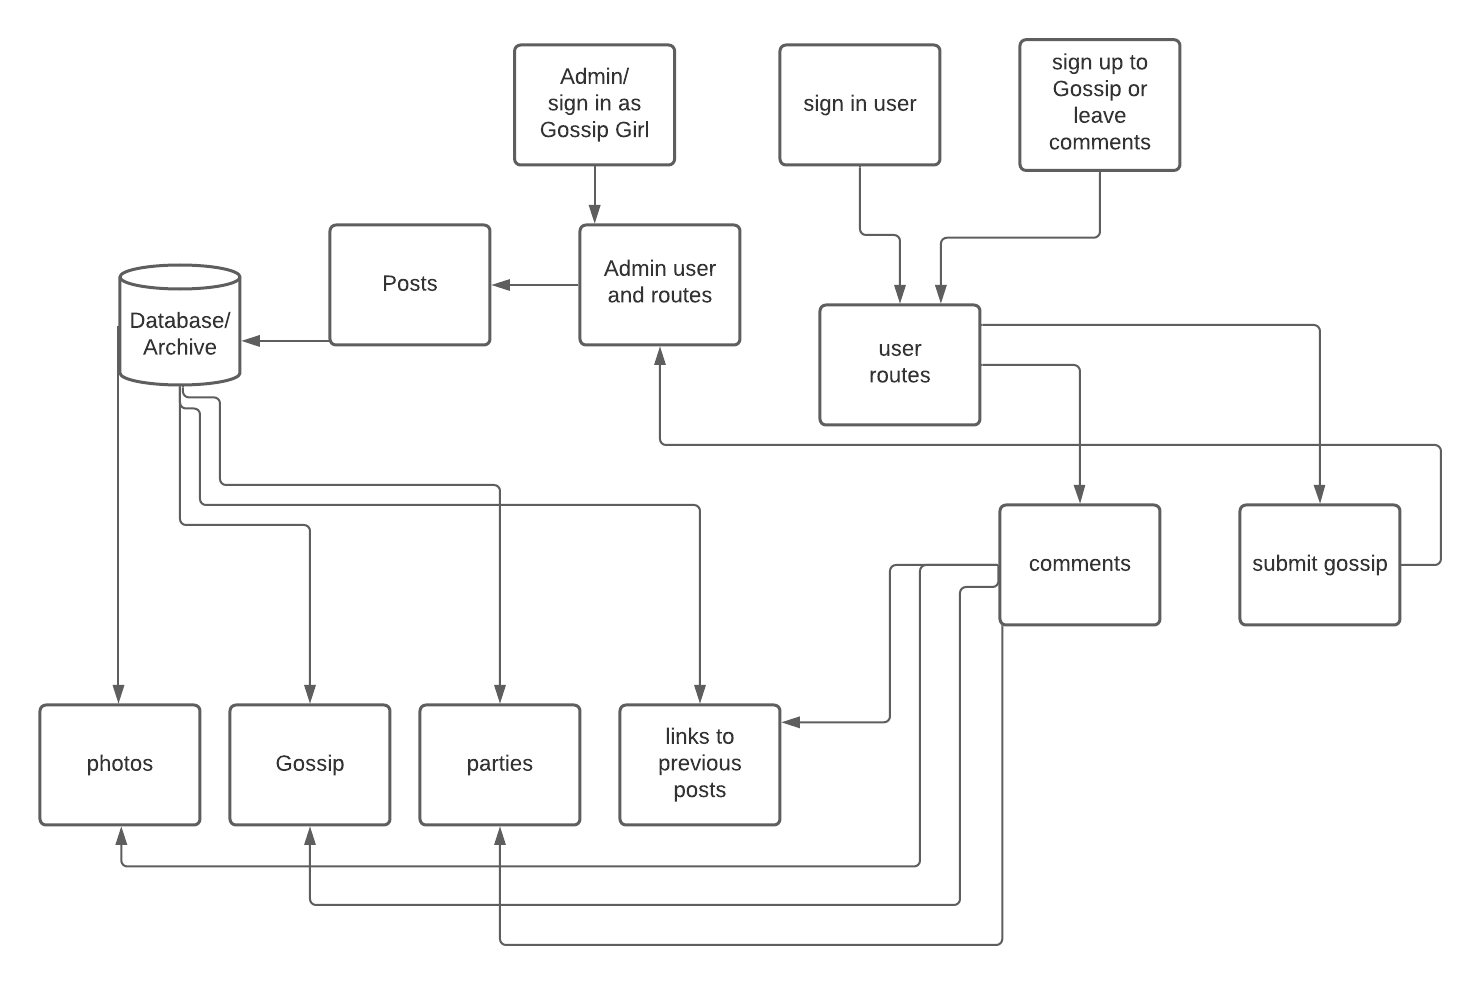 Admin/
sign in as
Gossip Girl
sign in user
sign up to
Gossip or
leave
comments
Posts
Admin user
and routes
Database/
Archive
user
routes
comments
submit gossip
photos
Gossip
parties
links to
previous
posts